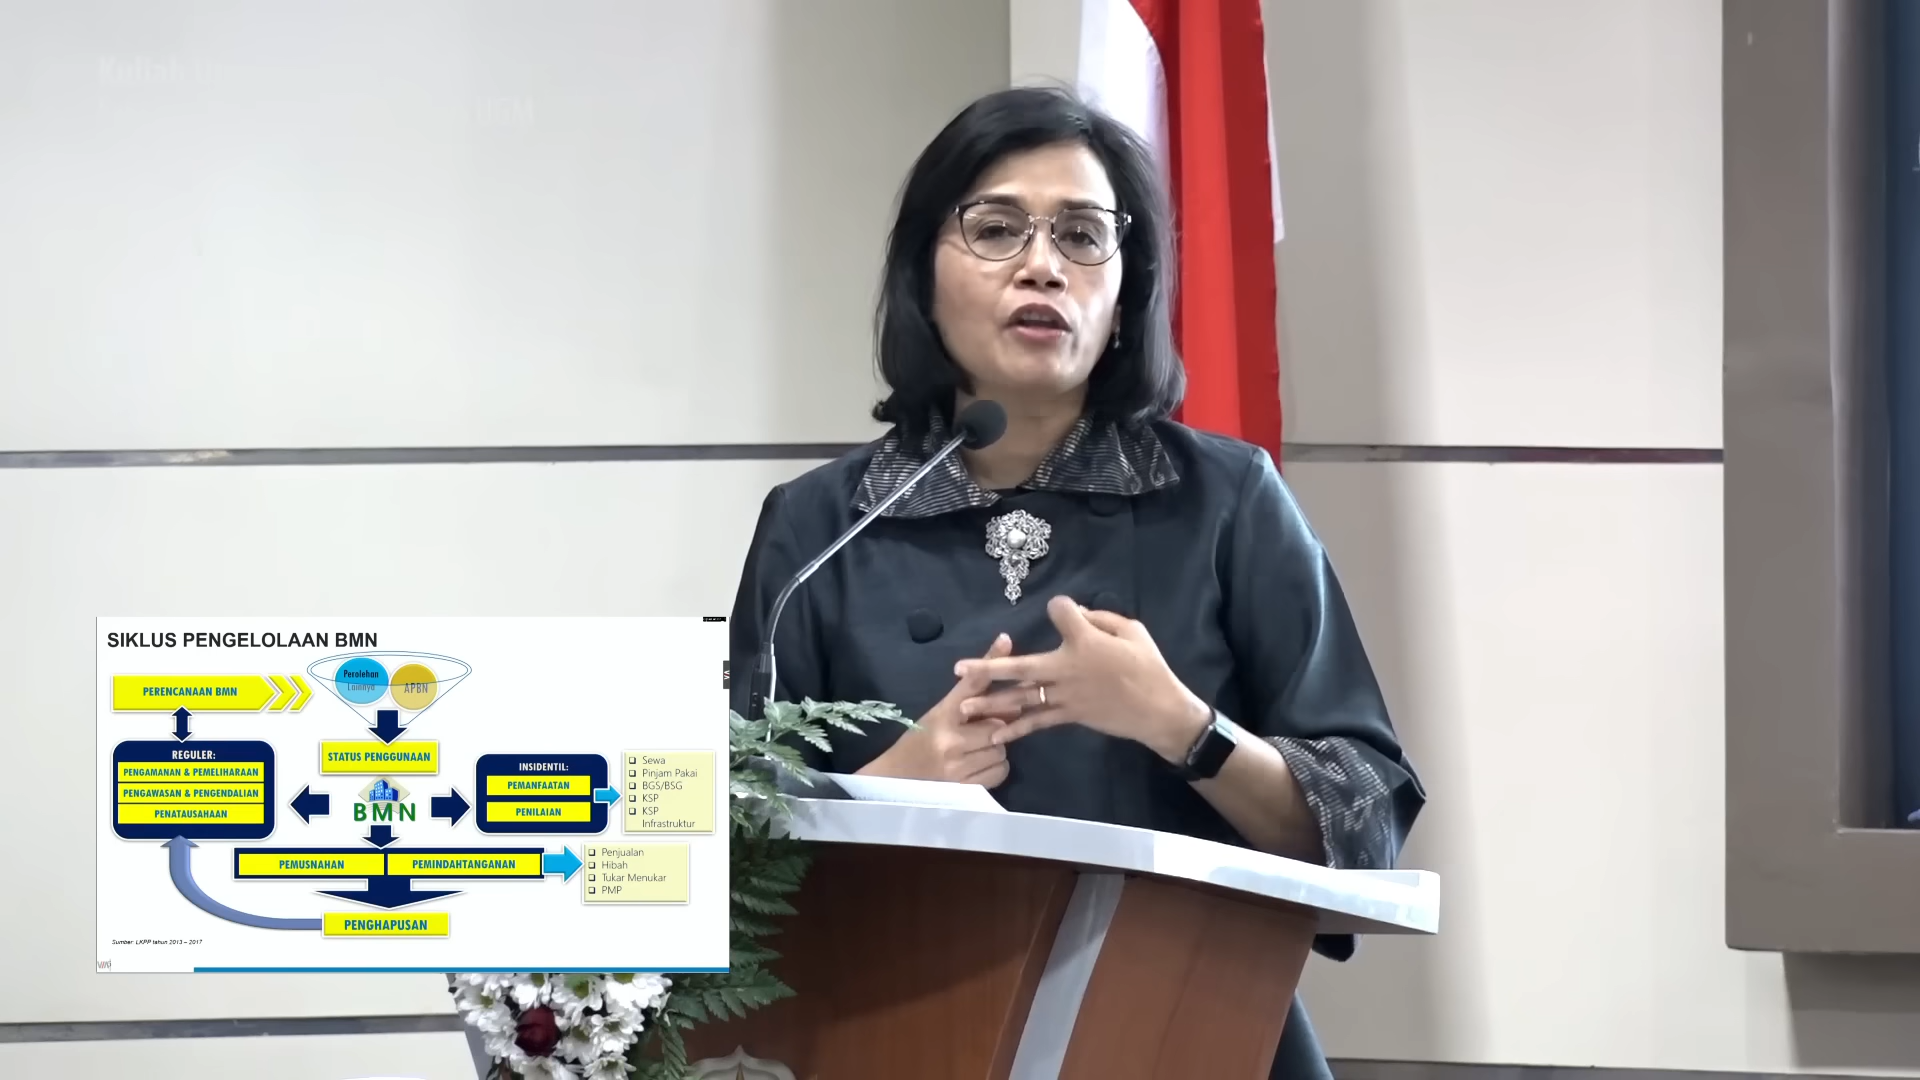 Kuliah
UGM
SIKLUS PENGELOLAAN BMN
PERENCANAAN BMN
Perolehan
Lainnya
APBN
STATUS PENGGUNAAN
REGULER:
PENGAMANAN & PEMELIHARAAN
PENGAWASAN & PENGENDALIAN
PENATAUSAHAAN
BMN
INSIDENTIL:
PEMANFAATAN
PENILAIAN
Sewa
Pinjam Pakai
BGS/BSG
KSP
KSP
Infrastruktur
PEMUSNAHAN
PEMINDAHTANGANAN
Penjualan
Hibah
Tukar Menukar
PMP
PENGHAPUSAN
Sumber: LKPP tahun 2013 – 2017